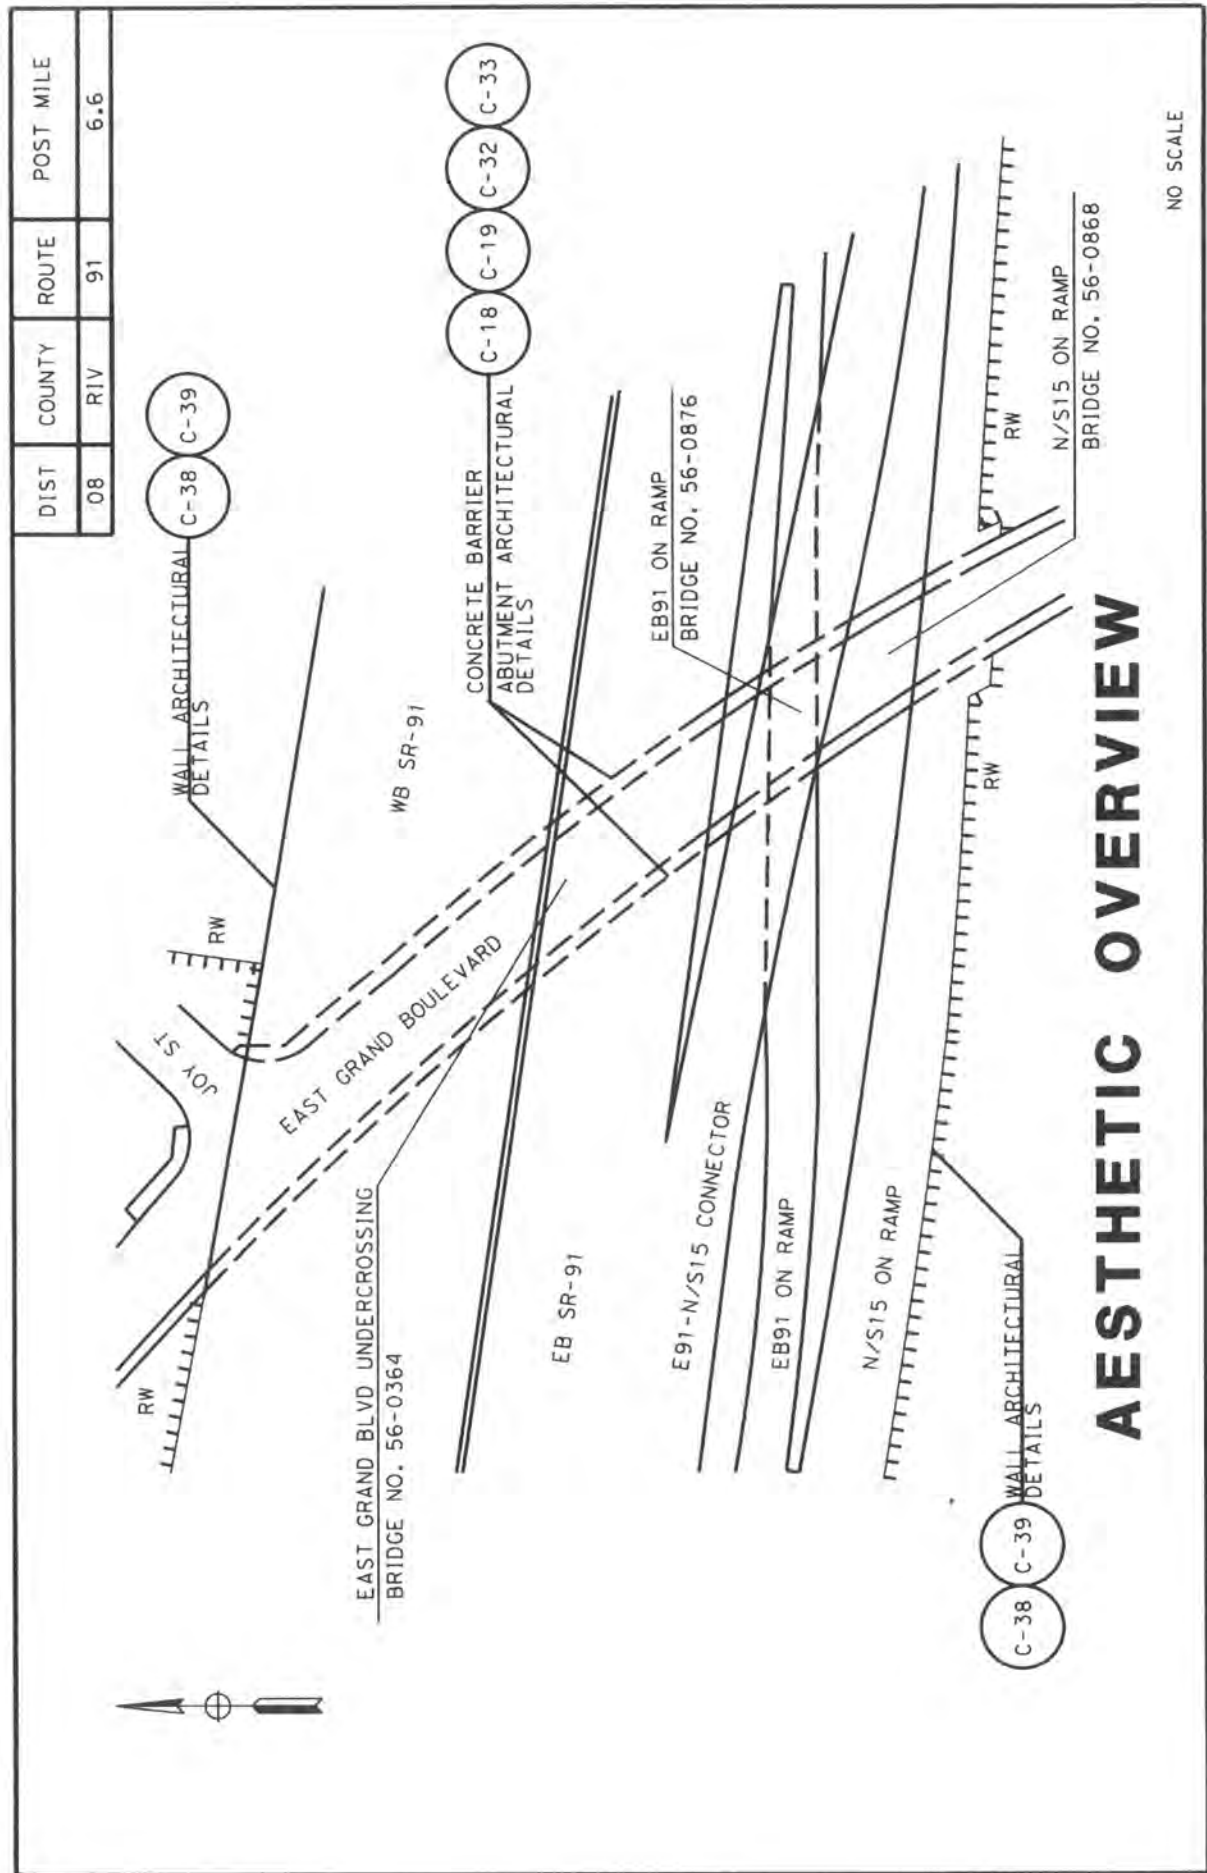 DIST COUNTY ROUTE POST MILE
08 RIV 91 6.6
C-38 C-39
WALL ARCHITECTURAL
DETAILS
C-18 C-19 C-32 C-33
CONCRETE BARRIER
ABUTMENT ARCHITECTURAL
DETAILS
RW
JOY ST
RW
WB SR-91
EAST GRAND BOULEVARD
EAST GRAND BLVD UNDERCROSSING
BRIDGE NO. 56-0364
EB SR-91
EB91 ON RAMP
BRIDGE NO. 56-0876
E91-N/S15 CONNECTOR
EB91 ON RAMP
N/S15 ON RAMP
RW
RW
N/S15 ON RAMP
BRIDGE NO. 56-0868
C-38 C-39
WALL ARCHITECTURAL
DETAILS
AESTHETIC OVERVIEW
NO SCALE